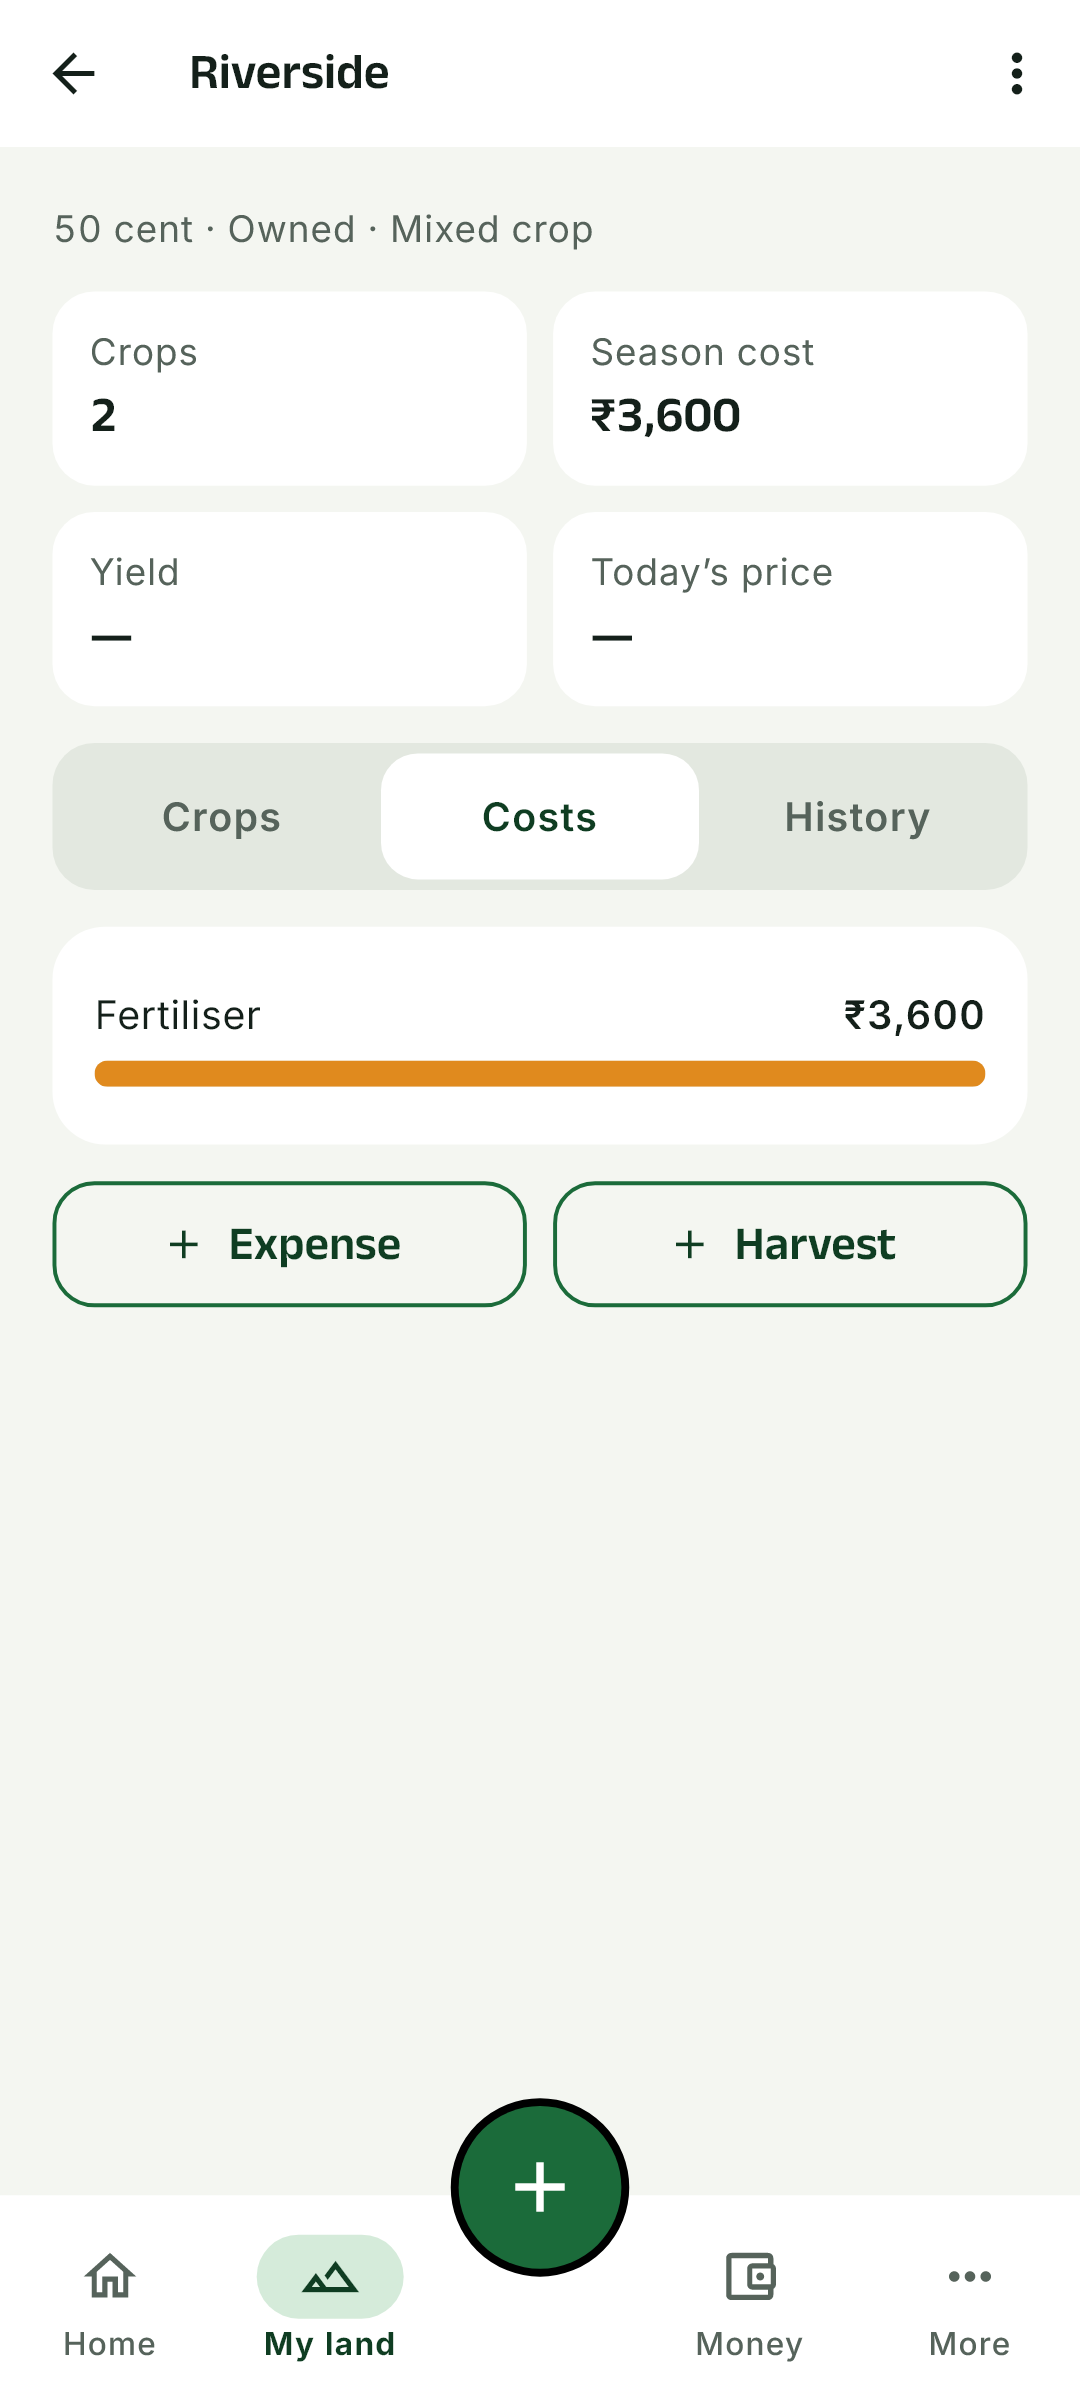 Riverside
50 cent · Owned · Mixed crop
Crops
2
Season cost
₹3,600
Yield
—
Today’s price
—
Crops
Costs
History
Fertiliser
₹3,600
+ Expense
+ Harvest
Home
My land
Money
More